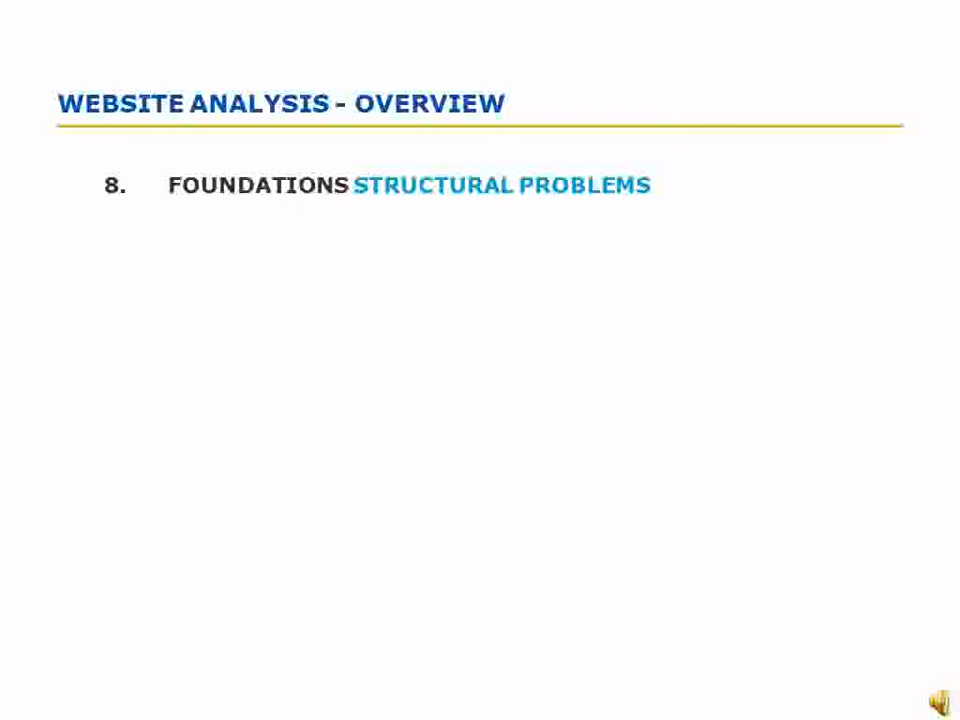 WEBSITE ANALYSIS - OVERVIEW
8. FOUNDATIONS STRUCTURAL PROBLEMS